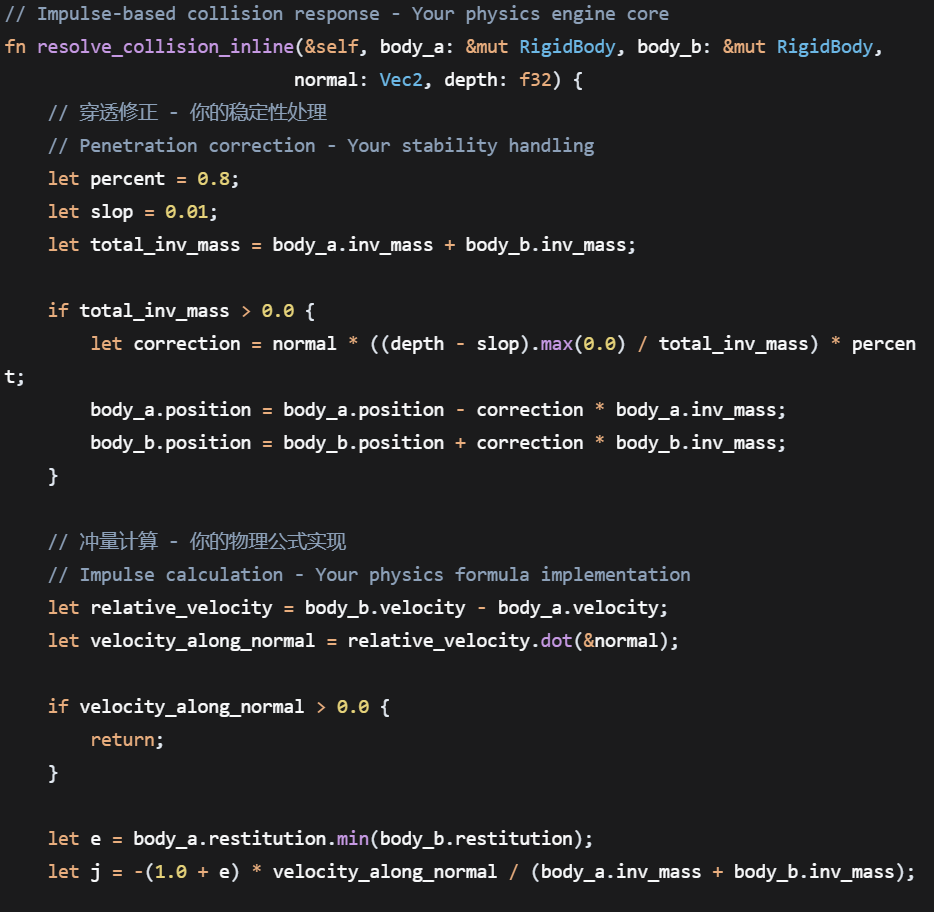 // Impulse-based collision response - Your physics engine core
fn resolve_collision_inline(&self, body_a: &mut RigidBody, body_b: &mut RigidBody,
                           normal: Vec2, depth: f32) {
    // 穿透修正 - 你的稳定性处理
    // Penetration correction - Your stability handling
    let percent = 0.8;
    let slop = 0.01;
    let total_inv_mass = body_a.inv_mass + body_b.inv_mass;

    if total_inv_mass > 0.0 {
        let correction = normal * ((depth - slop).max(0.0) / total_inv_mass) * percen
t;
        body_a.position = body_a.position - correction * body_a.inv_mass;
        body_b.position = body_b.position + correction * body_b.inv_mass;
    }

    // 冲量计算 - 你的物理公式实现
    // Impulse calculation - Your physics formula implementation
    let relative_velocity = body_b.velocity - body_a.velocity;
    let velocity_along_normal = relative_velocity.dot(&normal);

    if velocity_along_normal > 0.0 {
        return;
    }

    let e = body_a.restitution.min(body_b.restitution);
    let j = -(1.0 + e) * velocity_along_normal / (body_a.inv_mass + body_b.inv_mass);